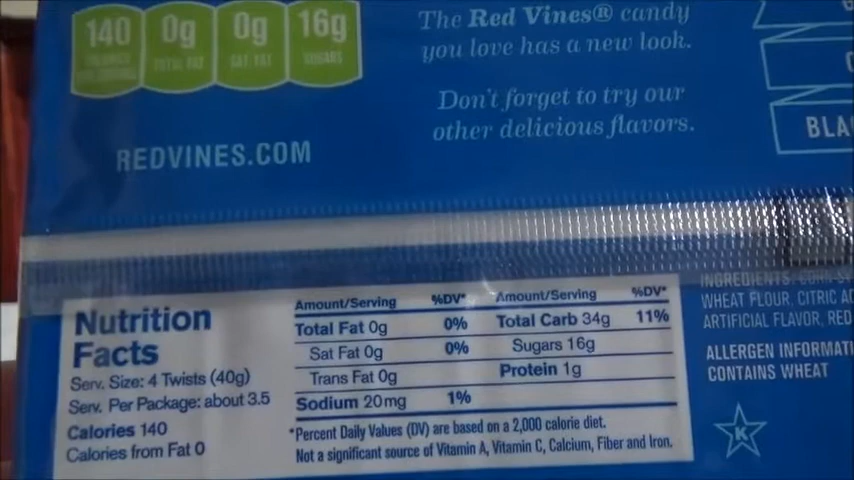 140 0g 0g 16g
CALORIES TOTAL FAT SAT FAT SUGARS
REDVINES.COM
The Red Vines® candy
you love has a new look.
Don't forget to try our
other delicious flavors.
Nutrition
Facts
Serv. Size: 4 Twists (40g)
Serv. Per Package: about 3.5
Calories 140
Calories from Fat 0
Amount/Serving %DV* Amount/Serving %DV*
Total Fat 0g 0% Total Carb 34g 11%
Sat Fat 0g 0% Sugars 16g
Trans Fat 0g Protein 1g
Sodium 20mg 1%
*Percent Daily Values (DV) are based on a 2,000 calorie diet.
Not a significant source of Vitamin A, Vitamin C, Calcium, Fiber and Iron.
INGREDIENTS: CORN
WHEAT FLOUR, CITRIC
ARTIFICIAL FLAVOR, RED
ALLERGEN INFORMATI
CONTAINS WHEAT
K
BLA